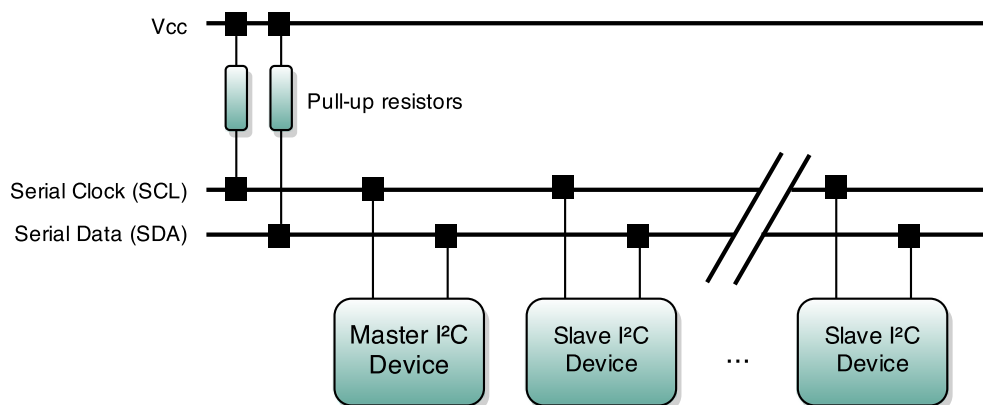 Vcc
Pull-up resistors
Serial Clock (SCL)
Serial Data (SDA)
Master I²C
Device
Slave I²C
Device
...
Slave I²C
Device